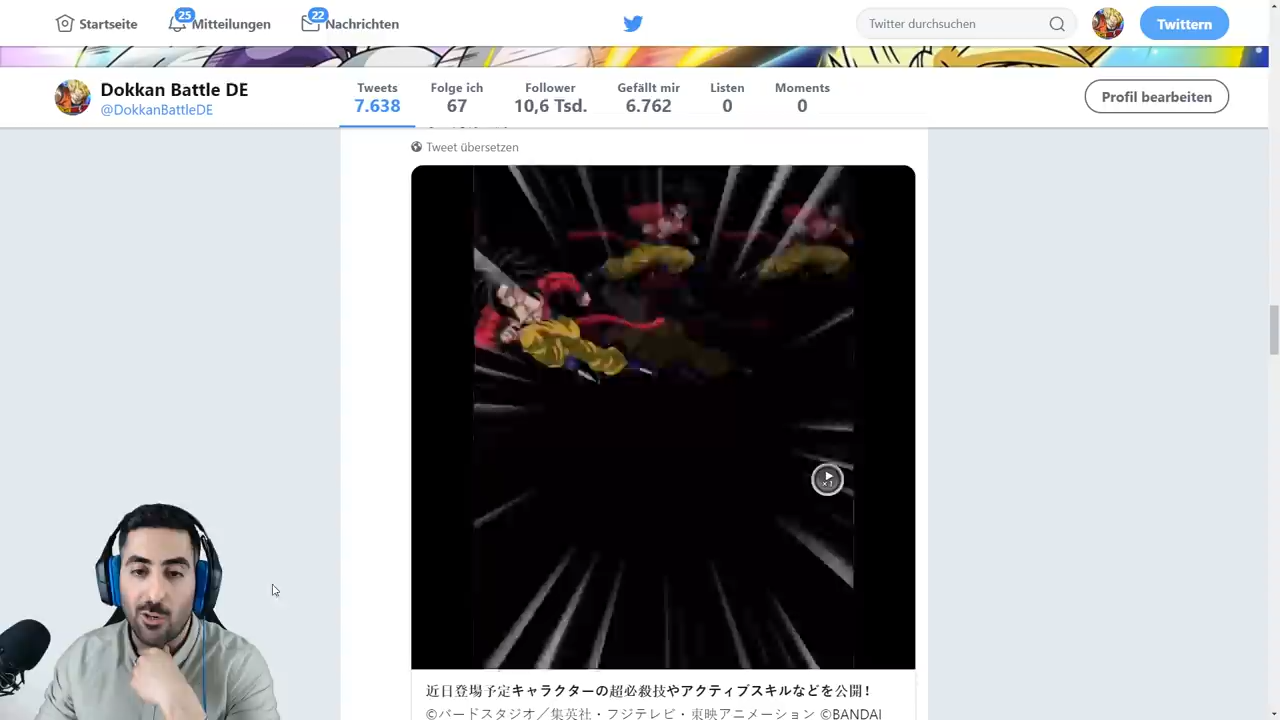 Startseite
25
Mitteilungen
22
Nachrichten
Twitter durchsuchen
Twittern
Dokkan Battle DE
@DokkanBattleDE
Tweets
7.638
Folge ich
67
Follower
10,6 Tsd.
Gefällt mir
6.762
Listen
0
Moments
0
Profil bearbeiten
Tweet übersetzen
近日登場予定キャラクターの超必殺技やアクティブスキルなどを公開！
©バードスタジオ／集英社・フジテレビ・東映アニメーション ©BANDAI